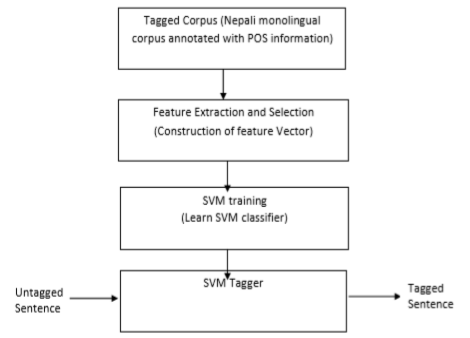 Tagged Corpus (Nepali monolingual
corpus annotated with POS information)
Feature Extraction and Selection
(Construction of feature Vector)
SVM training
(Learn SVM classifier)
SVM Tagger
Untagged
Sentence
Tagged
Sentence